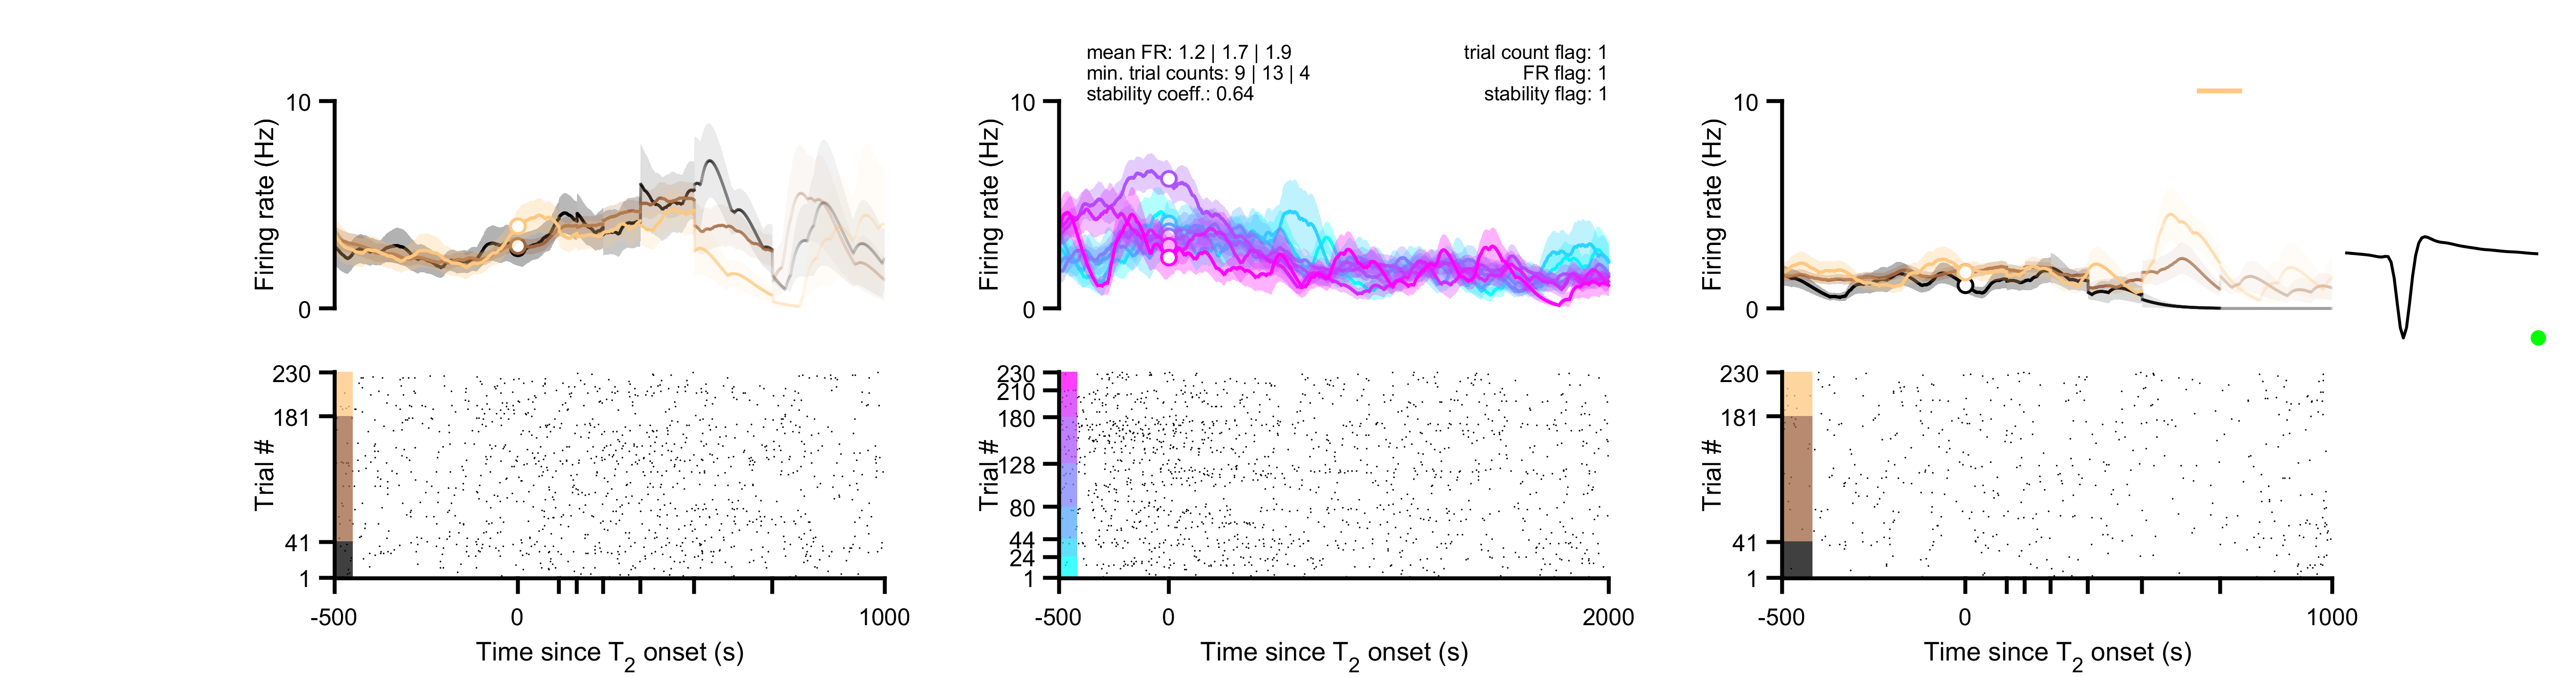 mean FR: 1.2 | 1.7 | 1.9
min. trial counts: 9 | 13 | 4
stability coeff.: 0.64
trial count flag: 1
FR flag: 1
stability flag: 1
10
0
Firing rate (Hz)
230
181
41
1
Trial #
-500
0
1000
Time since T2 onset (s)
10
0
Firing rate (Hz)
230
210
180
128
80
44
24
1
Trial #
-500
0
2000
Time since T2 onset (s)
10
0
Firing rate (Hz)
230
181
41
1
Trial #
-500
0
1000
Time since T2 onset (s)